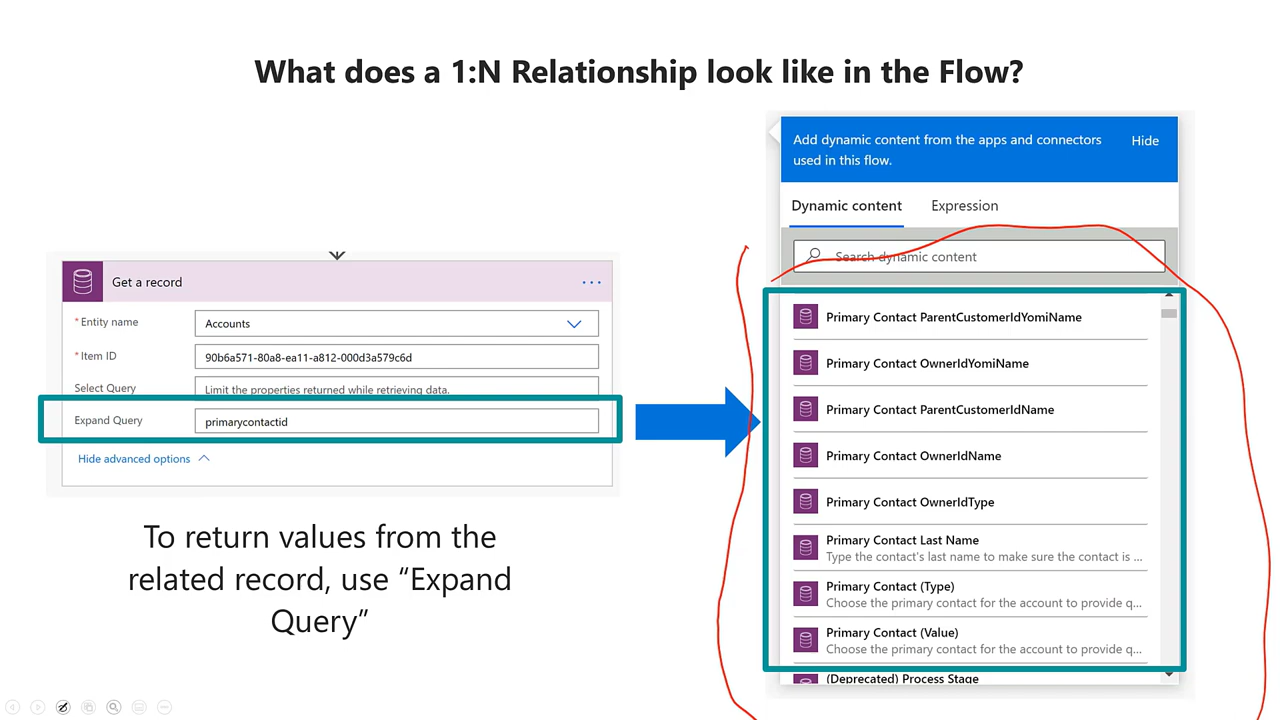 What does a 1:N Relationship look like in the Flow?
Get a record
* Entity name
Accounts
* Item ID
90b6a571-80a8-ea11-a812-000d3a579c6d
Select Query
Limit the properties returned while retrieving data.
Expand Query
primarycontactid
Hide advanced options
To return values from the
related record, use “Expand
Query”
Add dynamic content from the apps and connectors
used in this flow.
Hide
Dynamic content
Expression
Search dynamic content
Primary Contact ParentCustomerIdYomiName
Primary Contact OwnerIdYomiName
Primary Contact ParentCustomerIdName
Primary Contact OwnerIdName
Primary Contact OwnerIdType
Primary Contact Last Name
Type the contact's last name to make sure the contact is ...
Primary Contact (Type)
Choose the primary contact for the account to provide q...
Primary Contact (Value)
Choose the primary contact for the account to provide q...
(Deprecated) Process Stage